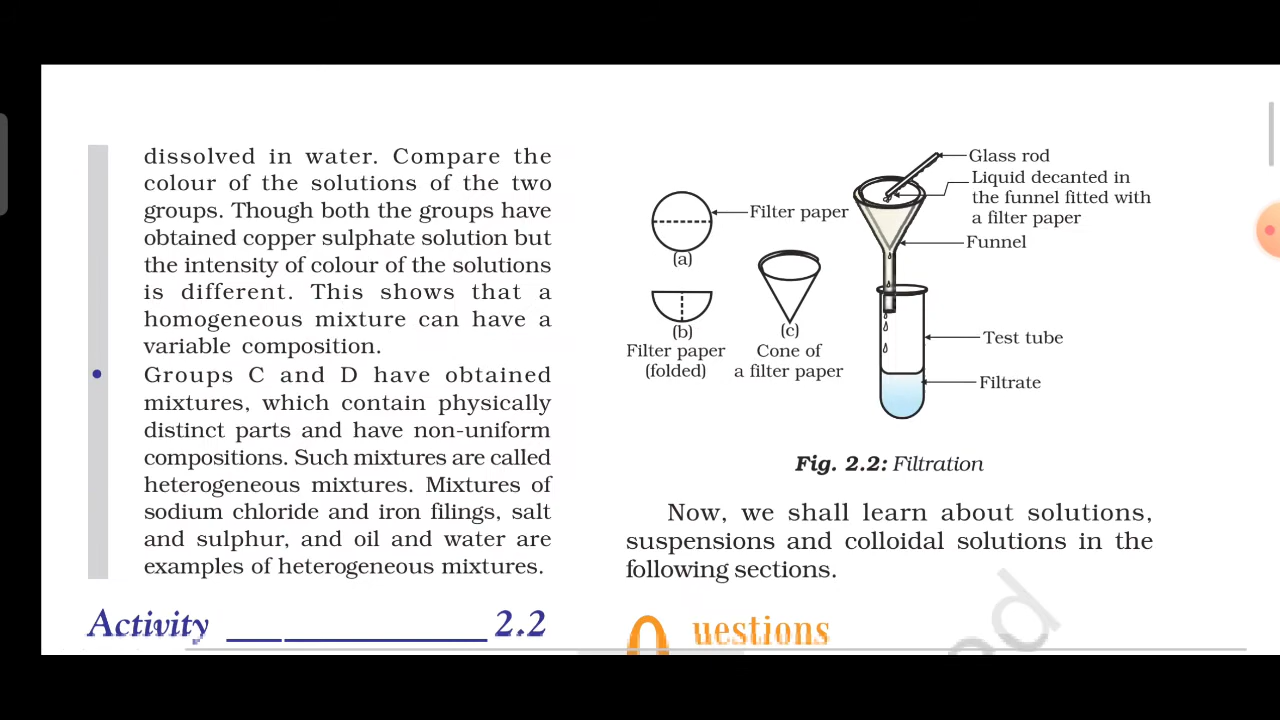 dissolved in water. Compare the
colour of the solutions of the two
groups. Though both the groups have
obtained copper sulphate solution but
the intensity of colour of the solutions
is different. This shows that a
homogeneous mixture can have a
variable composition.
• Groups C and D have obtained
mixtures, which contain physically
distinct parts and have non-uniform
compositions. Such mixtures are called
heterogeneous mixtures. Mixtures of
sodium chloride and iron filings, salt
and sulphur, and oil and water are
examples of heterogeneous mixtures.
Activity 2.2
Filter paper
(a)
(b)
Filter paper
(folded)
(c)
Cone of
a filter paper
Glass rod
Liquid decanted in
the funnel fitted with
a filter paper
Funnel
Test tube
Filtrate
Fig. 2.2: Filtration
Now, we shall learn about solutions,
suspensions and colloidal solutions in the
following sections.
Questions